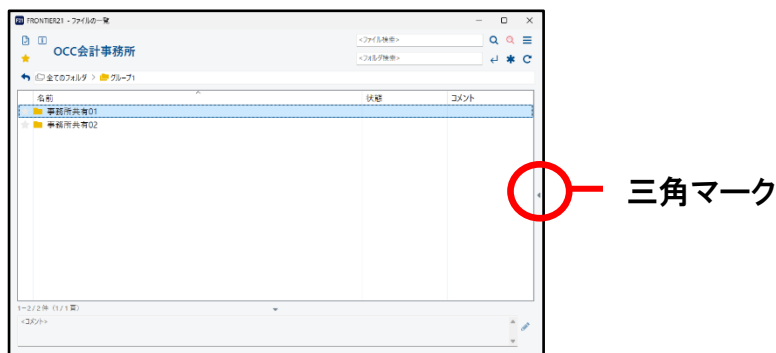 F21 FRONTIER21 - ファイルの一覧
OCC会計事務所
<ファイル検索>
<フォルダ検索>
全てのフォルダ > グループ1
名前 状態 コメント
事務所共有01
事務所共有02
1-2 / 2 件 (1 / 1 頁)
<コメント>
三角マーク